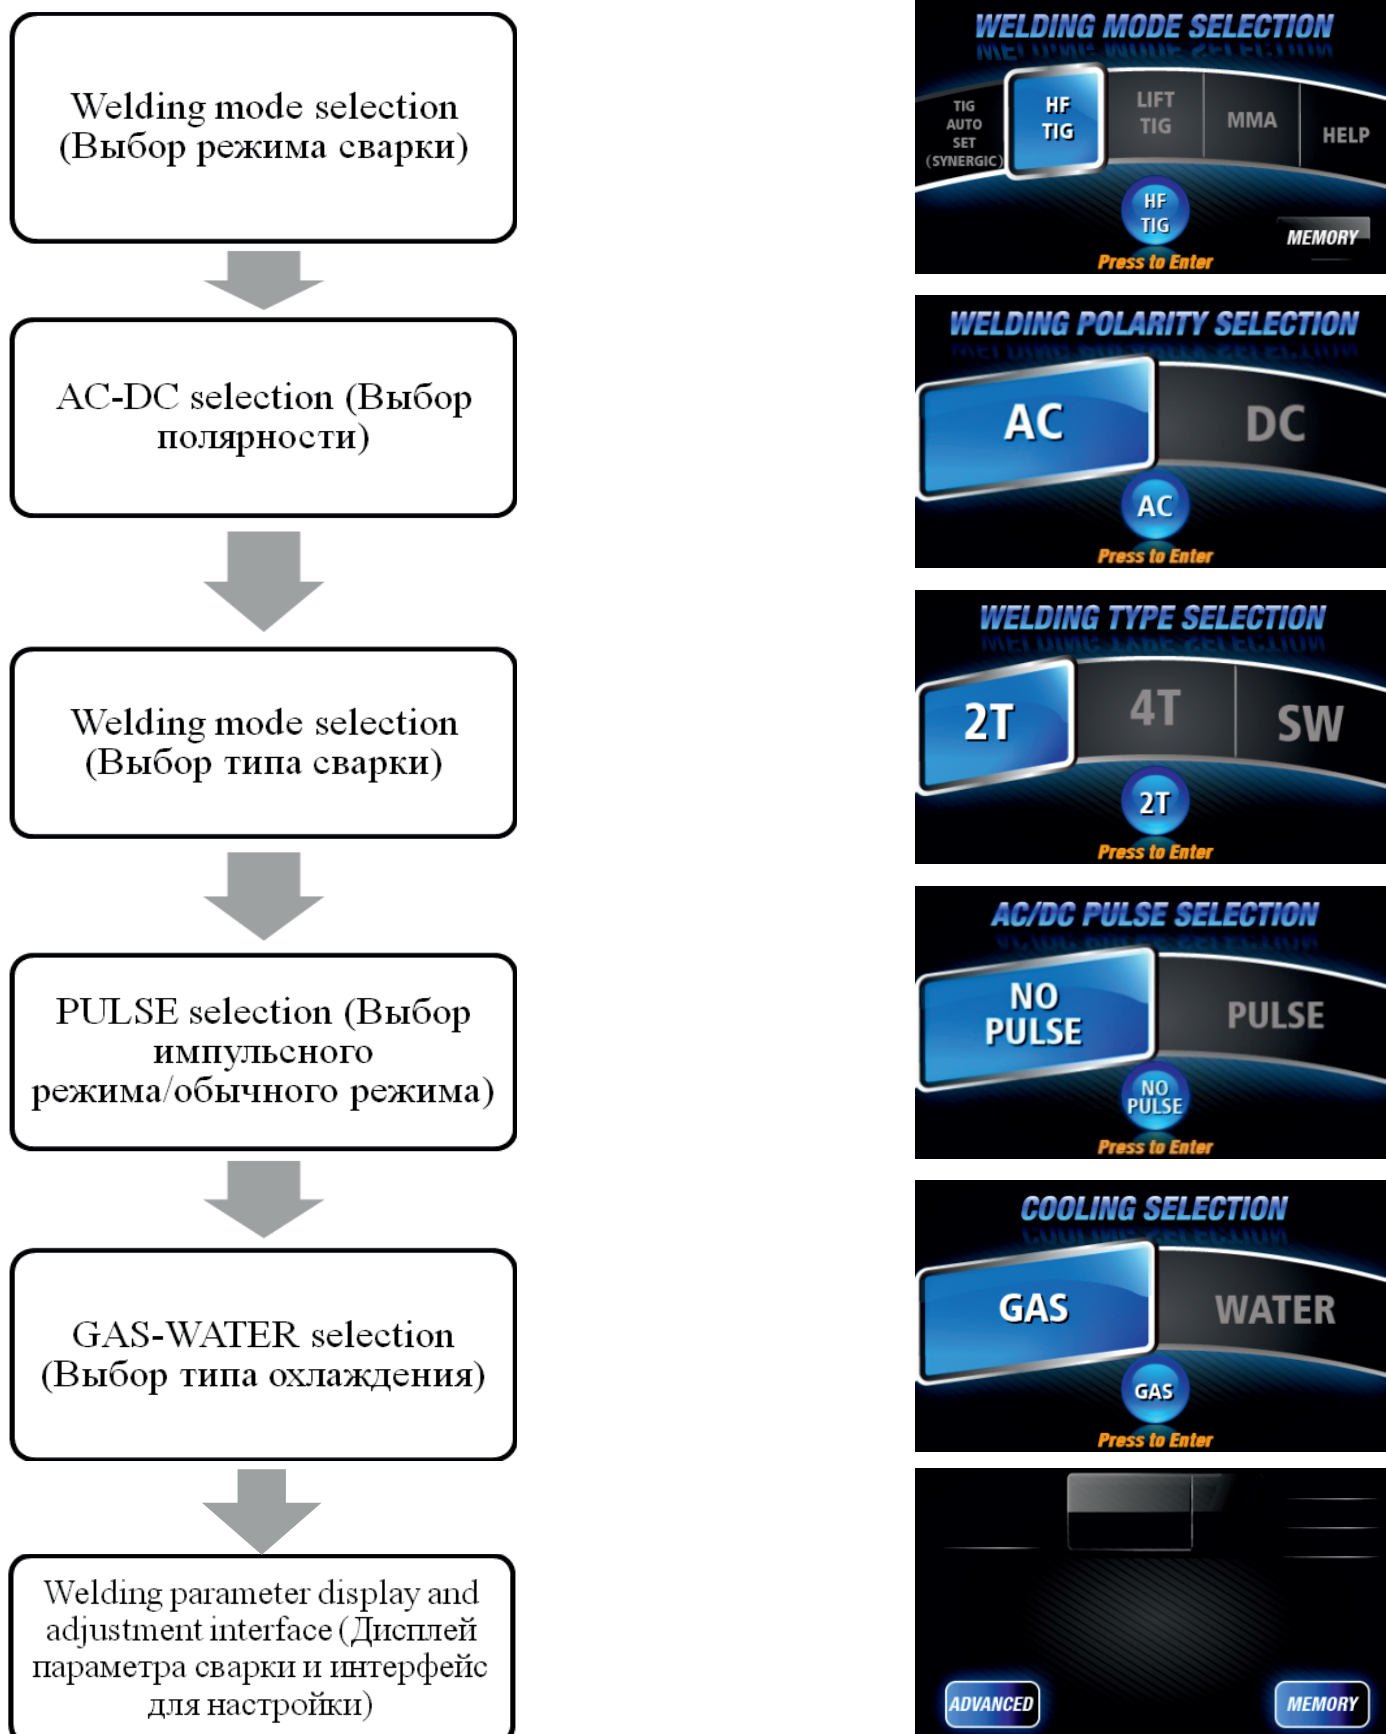 Welding mode selection
(Выбор режима сварки)
WELDING MODE SELECTION
TIG
AUTO
SET
(SYNERGIC)
HF
TIG
LIFT
TIG
MMA
HELP
HF
TIG
MEMORY
Press to Enter
AC-DC selection (Выбор
полярности)
WELDING POLARITY SELECTION
AC
DC
AC
Press to Enter
Welding mode selection
(Выбор типа сварки)
WELDING TYPE SELECTION
2T
4T
SW
2T
Press to Enter
PULSE selection (Выбор
импульсного
режима/обычного режима)
AC/DC PULSE SELECTION
NO
PULSE
PULSE
NO
PULSE
Press to Enter
GAS-WATER selection
(Выбор типа охлаждения)
COOLING SELECTION
GAS
WATER
GAS
Press to Enter
Welding parameter display and
adjustment interface (Дисплей
параметра сварки и интерфейс
для настройки)
ADVANCED
MEMORY